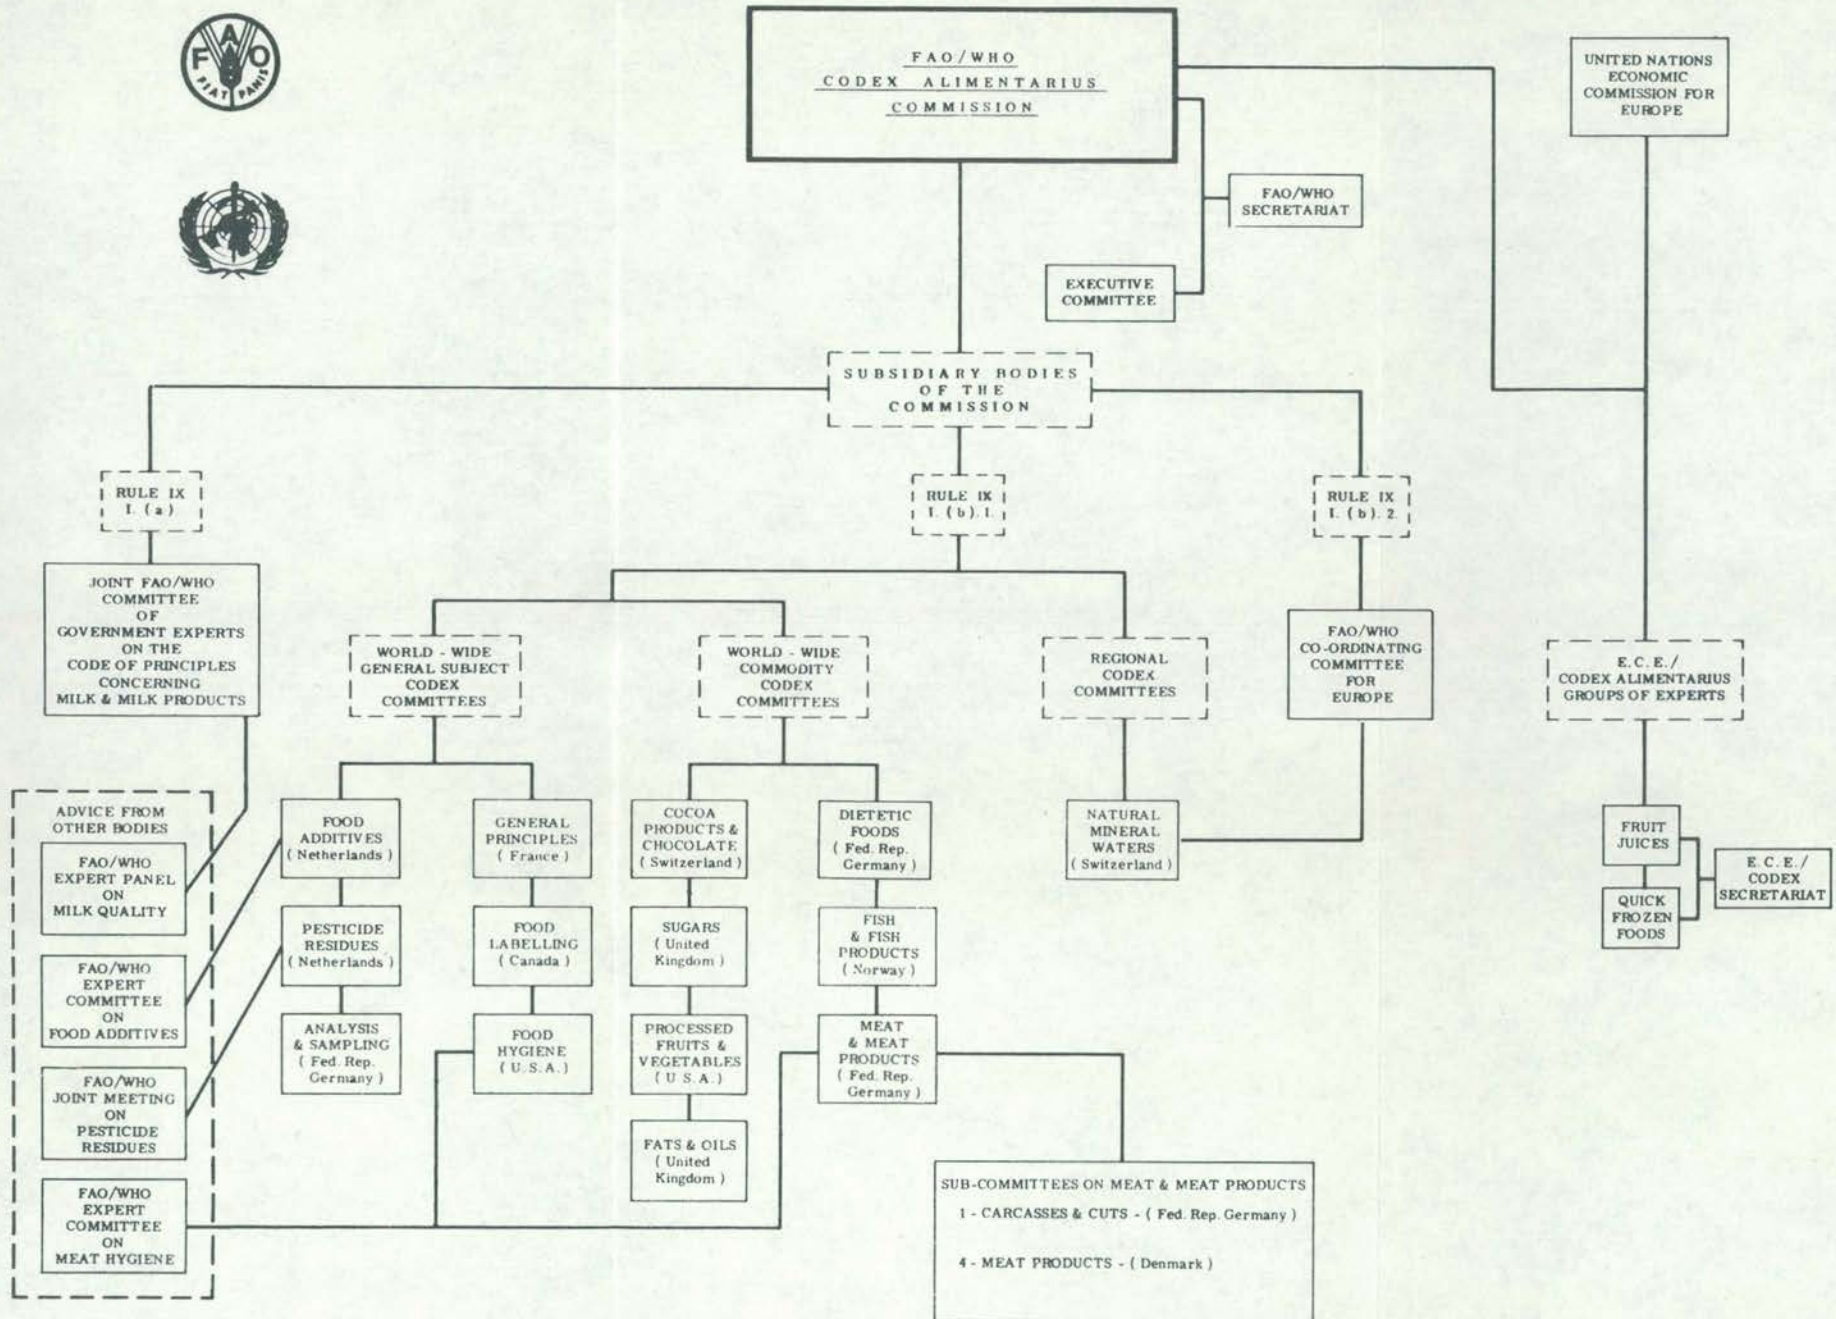 F A O
FIAT PANIS
FAO/WHO
CODEX ALIMENTARIUS
COMMISSION
UNITED NATIONS
ECONOMIC
COMMISSION FOR
EUROPE
FAO/WHO
SECRETARIAT
EXECUTIVE
COMMITTEE
SUBSIDIARY BODIES
OF THE
COMMISSION
RULE IX
I. (a)
RULE IX
I. (b). 1.
RULE IX
I. (b). 2.
JOINT FAO/WHO
COMMITTEE
OF
GOVERNMENT EXPERTS
ON THE
CODE OF PRINCIPLES
CONCERNING
MILK & MILK PRODUCTS
WORLD - WIDE
GENERAL SUBJECT
CODEX
COMMITTEES
WORLD - WIDE
COMMODITY
CODEX
COMMITTEES
REGIONAL
CODEX
COMMITTEES
FAO/WHO
CO-ORDINATING
COMMITTEE
FOR
EUROPE
E. C. E. /
CODEX ALIMENTARIUS
GROUPS OF EXPERTS
ADVICE FROM
OTHER BODIES
FAO/WHO
EXPERT PANEL
ON
MILK QUALITY
FAO/WHO
EXPERT
COMMITTEE
ON
FOOD ADDITIVES
FAO/WHO
JOINT MEETING
ON
PESTICIDE
RESIDUES
FAO/WHO
EXPERT
COMMITTEE
ON
MEAT HYGIENE
FOOD
ADDITIVES
( Netherlands )
PESTICIDE
RESIDUES
( Netherlands )
ANALYSIS
& SAMPLING
( Fed. Rep.
Germany )
GENERAL
PRINCIPLES
( France )
FOOD
LABELLING
( Canada )
FOOD
HYGIENE
( U. S. A. )
COCOA
PRODUCTS &
CHOCOLATE
( Switzerland )
SUGARS
( United
Kingdom )
PROCESSED
FRUITS &
VEGETABLES
( U S. A. )
FATS & OILS
( United
Kingdom )
DIETETIC
FOODS
( Fed. Rep.
Germany )
FISH
& FISH
PRODUCTS
( Norway )
MEAT
& MEAT
PRODUCTS
( Fed. Rep.
Germany )
NATURAL
MINERAL
WATERS
( Switzerland )
FRUIT
JUICES
QUICK
FROZEN
FOODS
E. C. E. /
CODEX
SECRETARIAT
SUB-COMMITTEES ON MEAT & MEAT PRODUCTS
1 - CARCASSES & CUTS - ( Fed. Rep. Germany )
4 - MEAT PRODUCTS - ( Denmark )